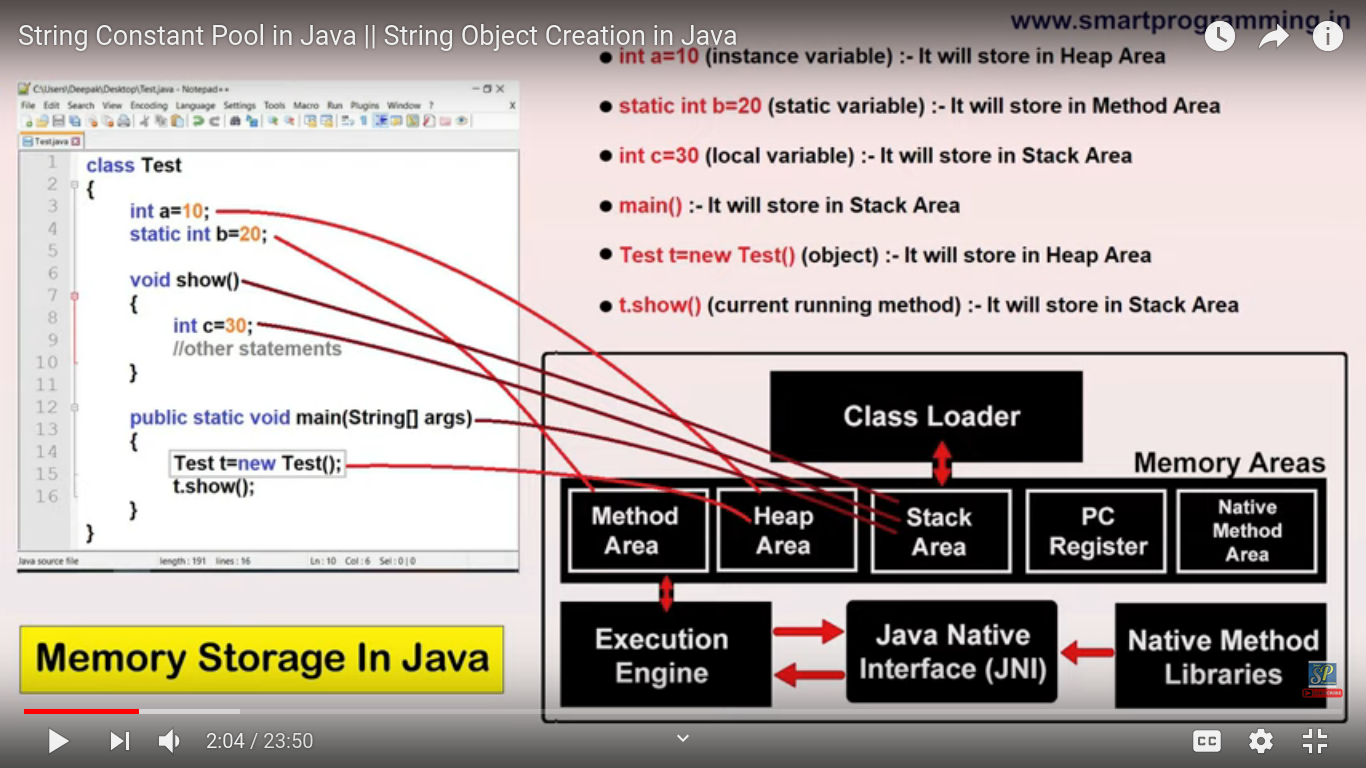 www.smartprogramming.in
String Constant Pool in Java || String Object Creation in Java
C:\Users\Deepak\Desktop\Test.java - Notepad++
File Edit Search View Encoding Language Settings Tools Macro Run Plugins Window ? X
Test.java
1 class Test
2 {
3 int a=10;
4 static int b=20;
5
6 void show()
7 {
8 int c=30;
9 //other statements
10 }
11
12 public static void main(String[] args)
13 {
14 Test t=new Test();
15 t.show();
16 }
}
Java source file length : 191 lines : 16 Ln : 10 Col : 6 Sel : 0 | 0
Memory Storage In Java
int a=10 (instance variable) :- It will store in Heap Area
static int b=20 (static variable) :- It will store in Method Area
int c=30 (local variable) :- It will store in Stack Area
main() :- It will store in Stack Area
Test t=new Test() (object) :- It will store in Heap Area
t.show() (current running method) :- It will store in Stack Area
Class Loader
Memory Areas
Method
Area
Heap
Area
Stack
Area
PC
Register
Native
Method
Area
Execution
Engine
Java Native
Interface (JNI)
Native Method
Libraries
SP
2:04 / 23:50
CC